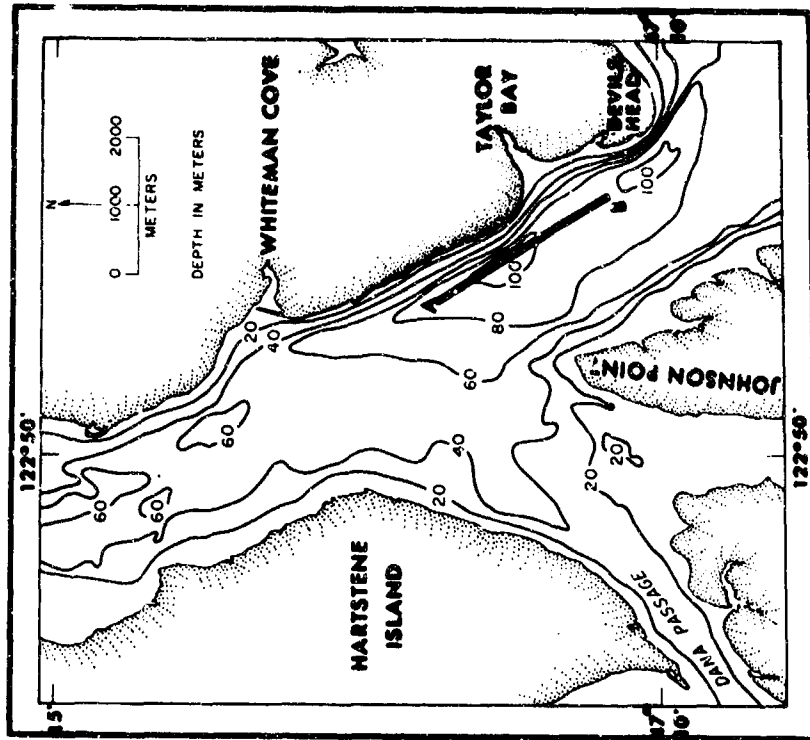 122°50'
N
0 1000 2000
METERS
DEPTH IN METERS
WHITEMAN COVE
TAYLOR
BAY
DEVILS
HEAD
HARTSTENE
ISLAND
JOHNSON
DANA PASSAGE
20
40
60
60
60
60
40
20
60
80
100
100
20
20
122°50'